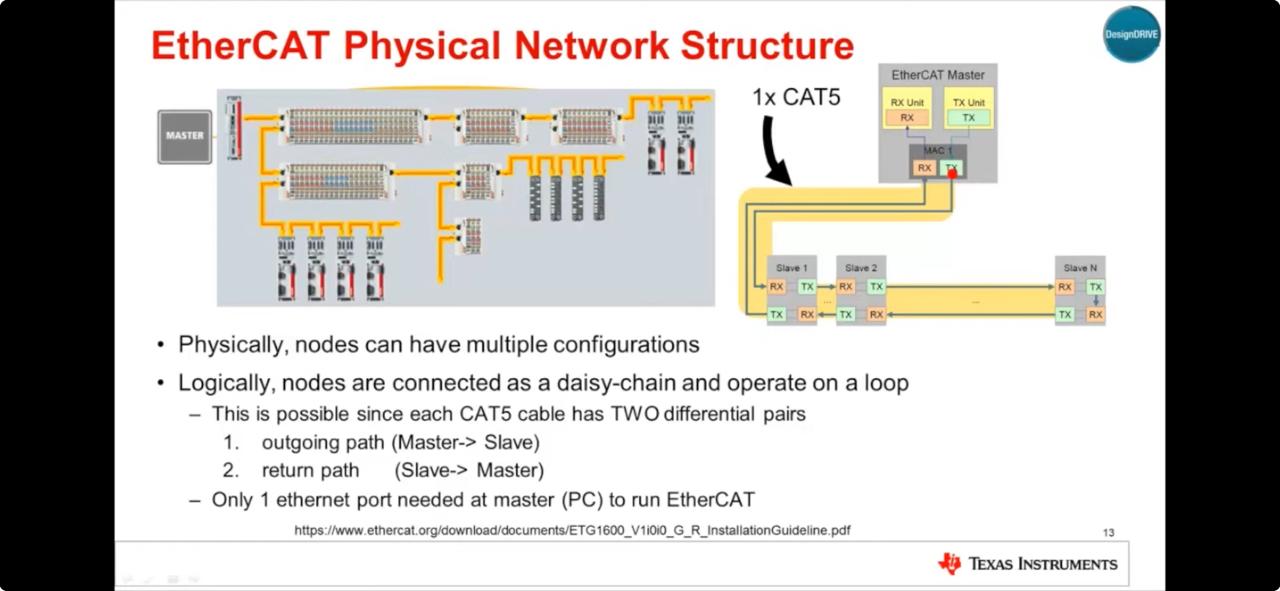 EtherCAT Physical Network Structure
DesignDRIVE
MASTER
1x CAT5
EtherCAT Master
RX Unit
TX Unit
RX
TX
MAC 1
RX
TX
Slave 1
Slave 2
Slave N
RX TX RX TX RX TX
... ...
TX RX TX RX TX RX
• Physically, nodes can have multiple configurations
• Logically, nodes are connected as a daisy-chain and operate on a loop
– This is possible since each CAT5 cable has TWO differential pairs
1. outgoing path (Master-> Slave)
2. return path (Slave-> Master)
– Only 1 ethernet port needed at master (PC) to run EtherCAT
https://www.ethercat.org/download/documents/ETG1600_V1i0i0_G_R_InstallationGuideline.pdf
13
TEXAS INSTRUMENTS